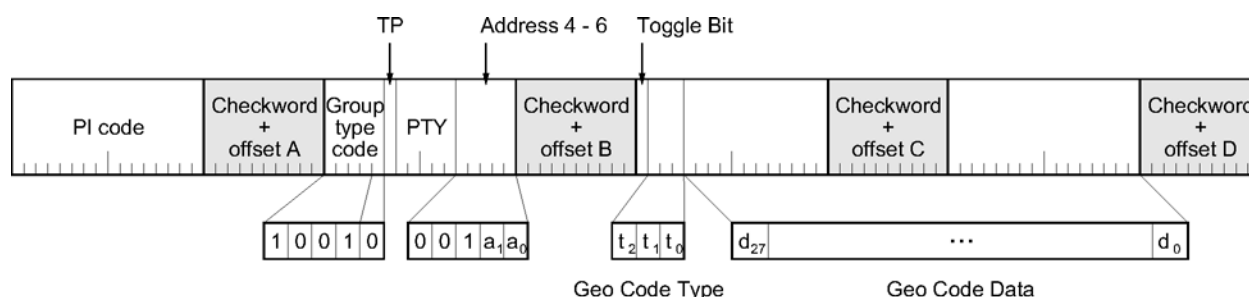 TP Address 4 - 6 Toggle Bit
PI code
Checkword
+
offset A
Group
type
code
PTY
Checkword
+
offset B
Checkword
+
offset C
Checkword
+
offset D
1 0 0 1 0
0 0 1 a₁ a₀
t₂ t₁ t₀
d₂₇ ... d₀
Geo Code Type Geo Code Data